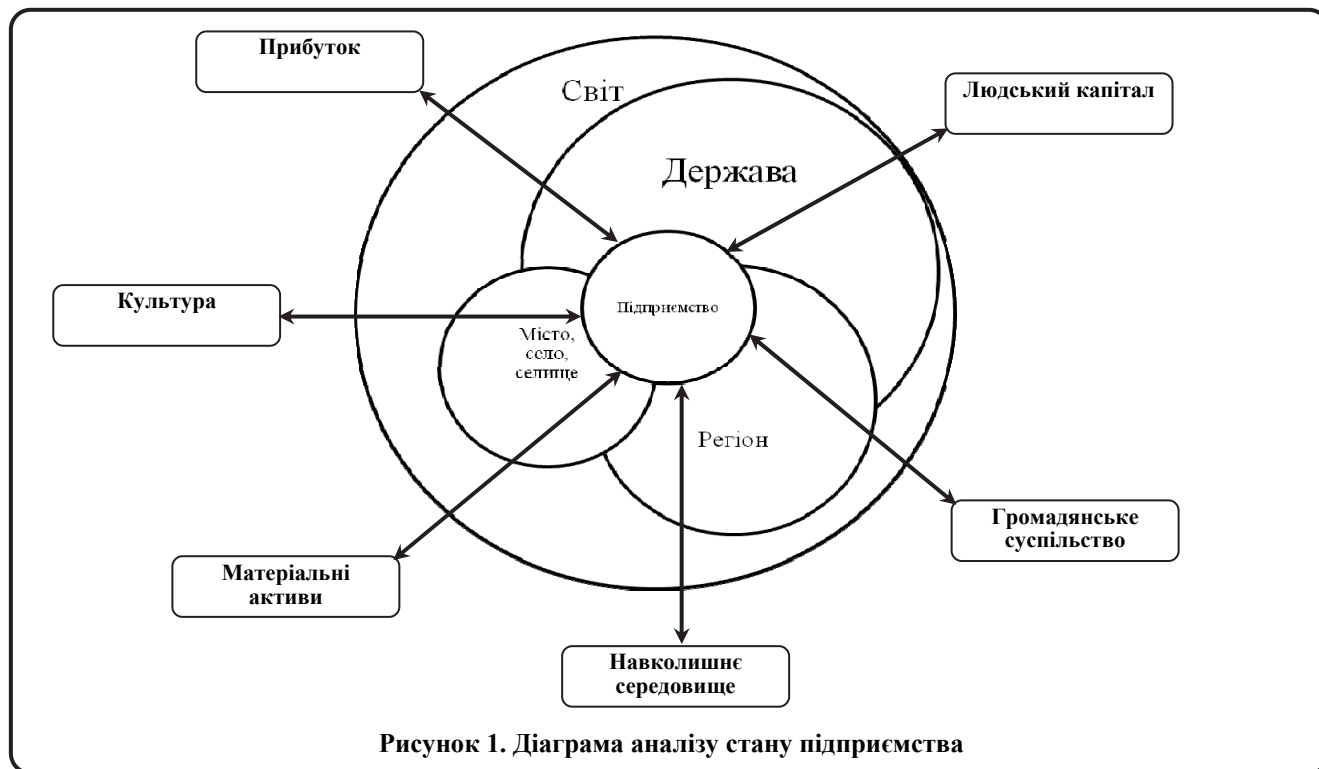 Прибуток
Світ
Людський капітал
Держава
Культура
Підприємство
Місто,
село,
селище
Регіон
Громадянське
суспільство
Матеріальні
активи
Навколишнє
середовище
Рисунок 1. Діаграма аналізу стану підприємства